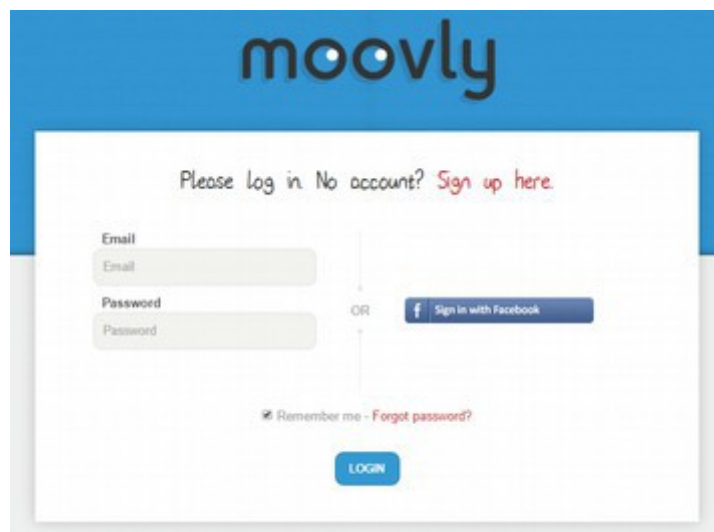 moovly
Please log in. No account? Sign up here.
Email
Email
Password
Password
OR
f Sign in with Facebook
Remember me - Forgot password?
LOGIN